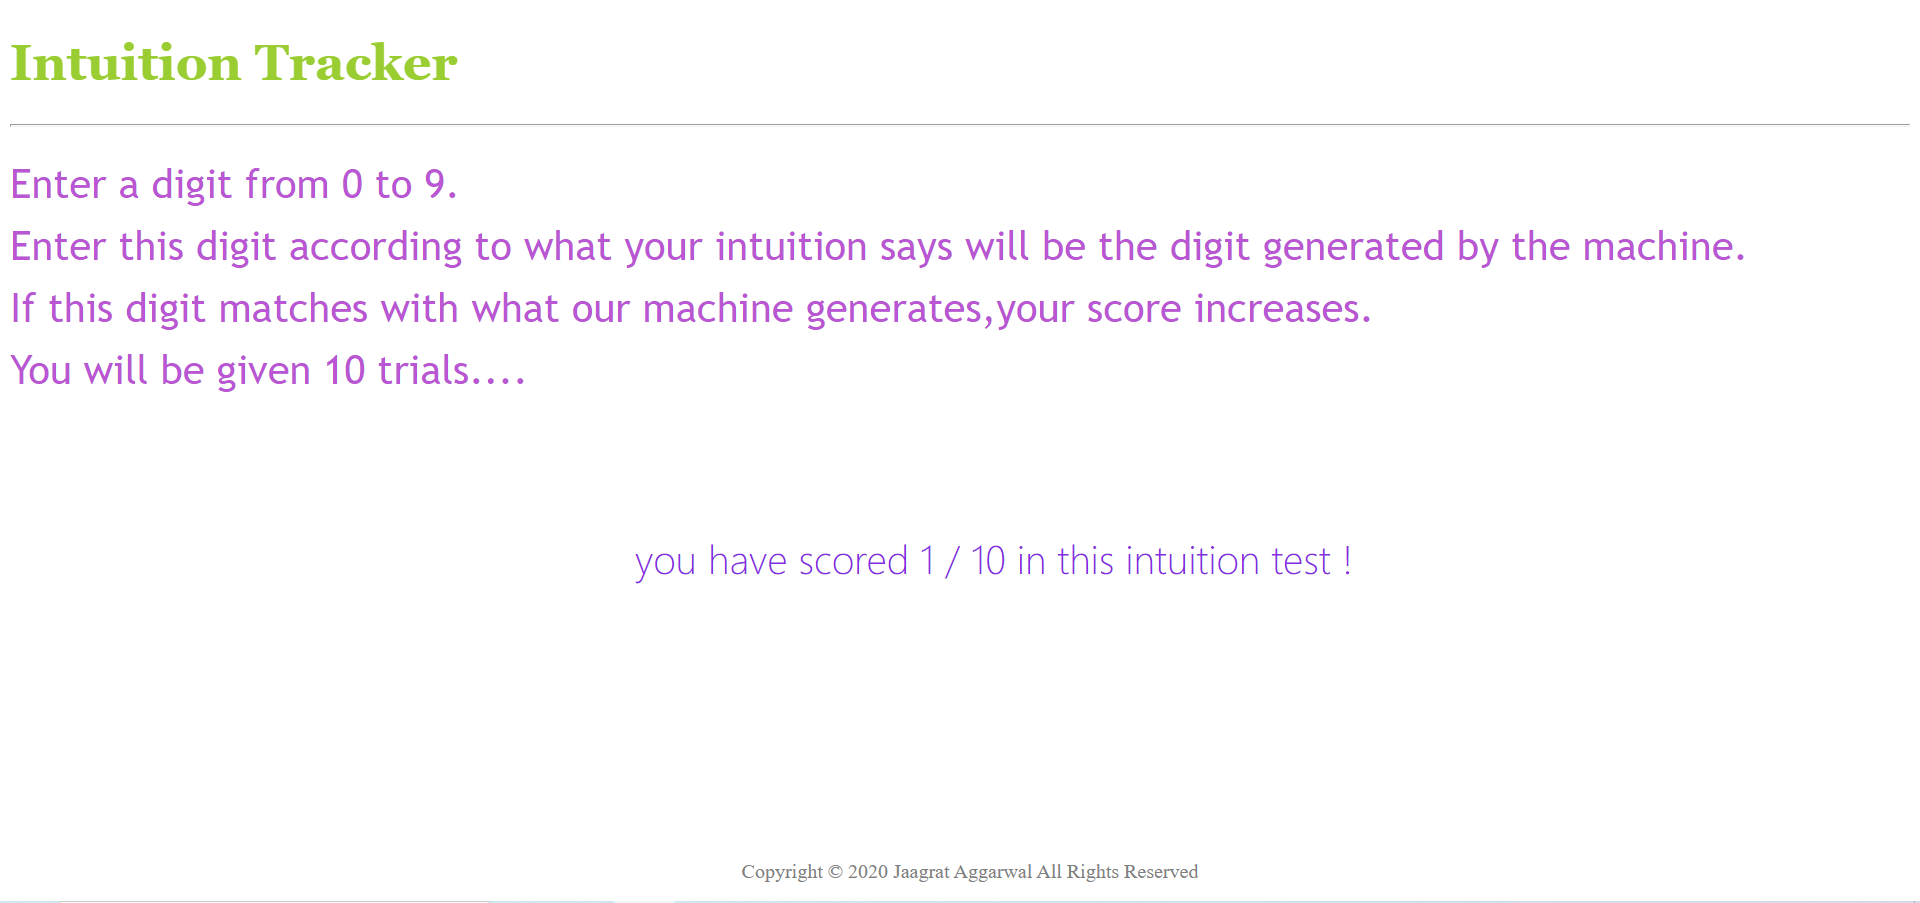 Intuition Tracker
Enter a digit from 0 to 9.
Enter this digit according to what your intuition says will be the digit generated by the machine.
If this digit matches with what our machine generates,your score increases.
You will be given 10 trials....
you have scored 1 / 10 in this intuition test !
Copyright © 2020 Jaagrat Aggarwal All Rights Reserved